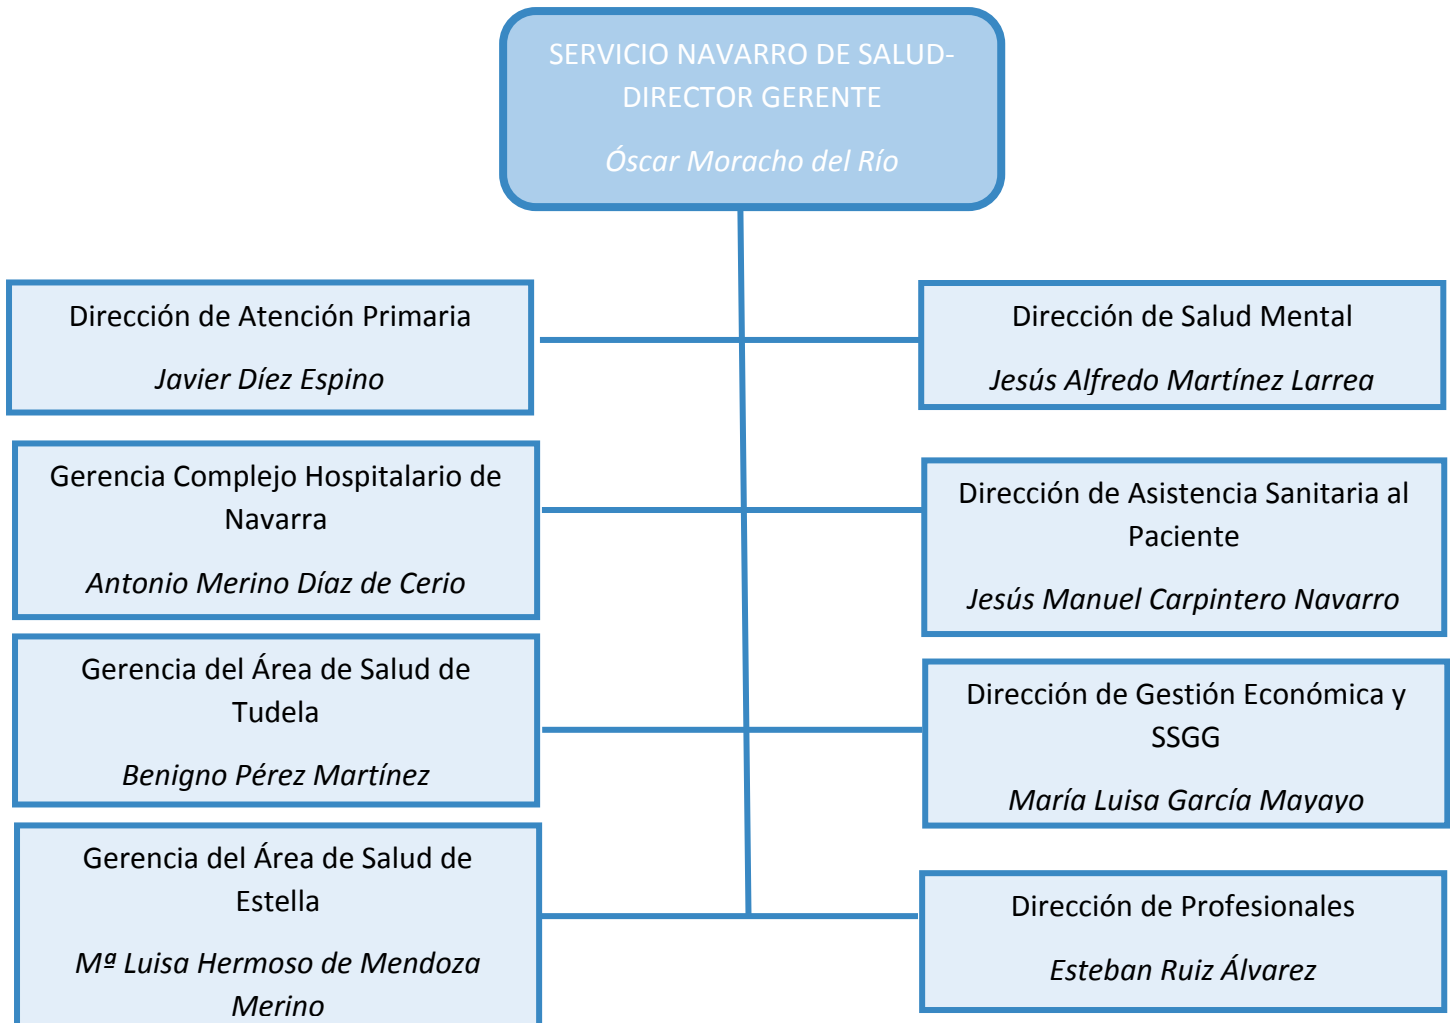 SERVICIO NAVARRO DE SALUD-
DIRECTOR GERENTE
Óscar Moracho del Río
Dirección de Atención Primaria
Javier Díez Espino
Dirección de Salud Mental
Jesús Alfredo Martínez Larrea
Gerencia Complejo Hospitalario de
Navarra
Antonio Merino Díaz de Cerio
Dirección de Asistencia Sanitaria al
Paciente
Jesús Manuel Carpintero Navarro
Gerencia del Área de Salud de
Tudela
Benigno Pérez Martínez
Dirección de Gestión Económica y
SSGG
María Luisa García Mayayo
Gerencia del Área de Salud de
Estella
Mª Luisa Hermoso de Mendoza
Merino
Dirección de Profesionales
Esteban Ruiz Álvarez